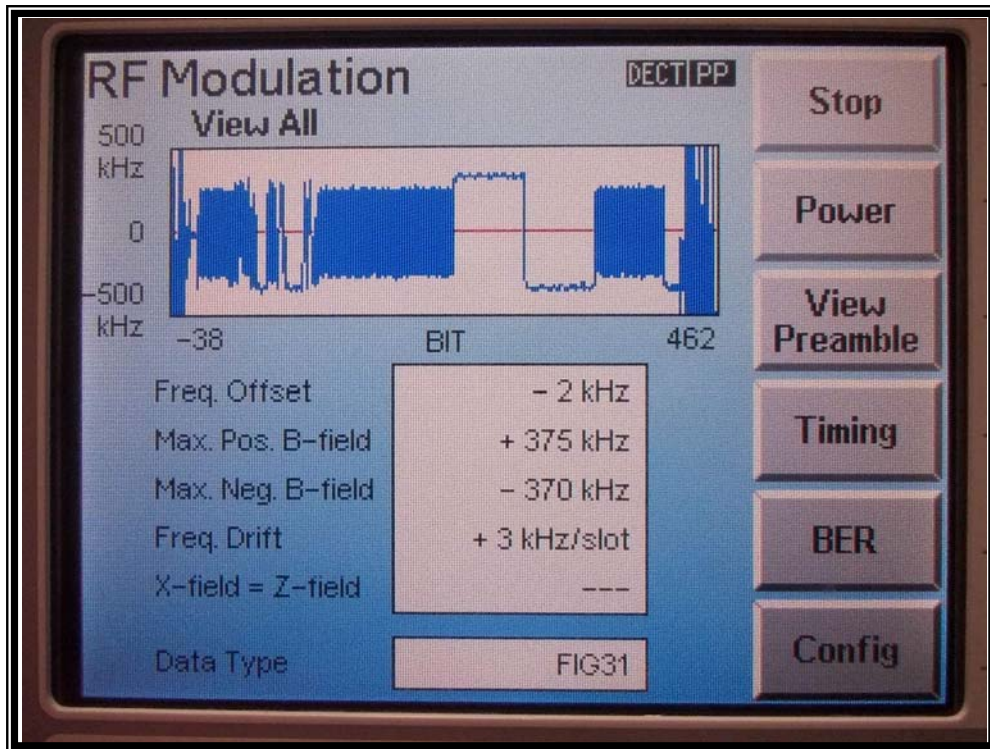 RF Modulation
DECT PP
View All
500
kHz
0
-500
kHz
-38
BIT
462
Freq. Offset
- 2 kHz
Max. Pos. B-field
+ 375 kHz
Max. Neg. B-field
- 370 kHz
Freq. Drift
+ 3 kHz/slot
X-field = Z-field
---
Data Type
FIG31
Stop
Power
View
Preamble
Timing
BER
Config